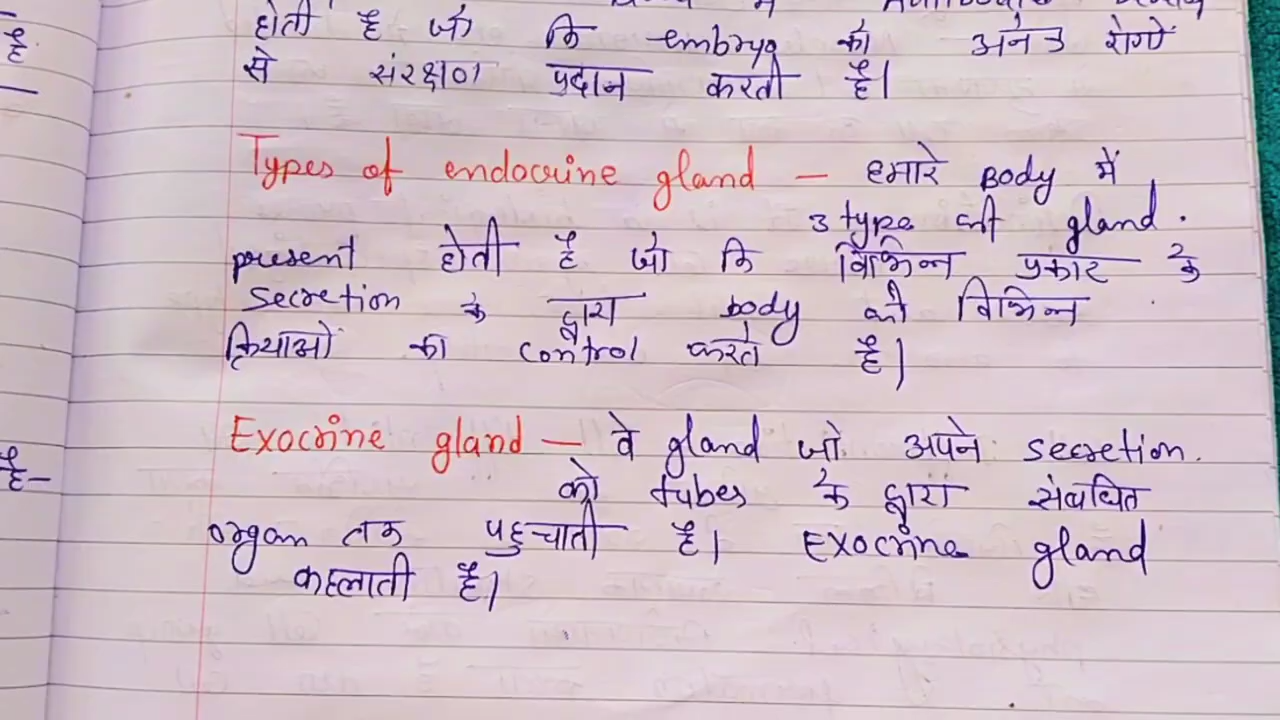 होती है जो कि embryo को अनेक रोगों
से संरक्षण प्रदान करती है।
Types of endocrine gland – हमारे Body में
3 type की gland.
present होती है जो कि विभिन्न प्रकार के
secretion के द्वारा body की विभिन्न
क्रियाओं का control करते है।
Exocrine gland – वे gland जो अपने secretion.
को tubes के द्वारा संबधित
organ तक पहुचाती है। Exocrine gland
कहलाती है।
है
है–